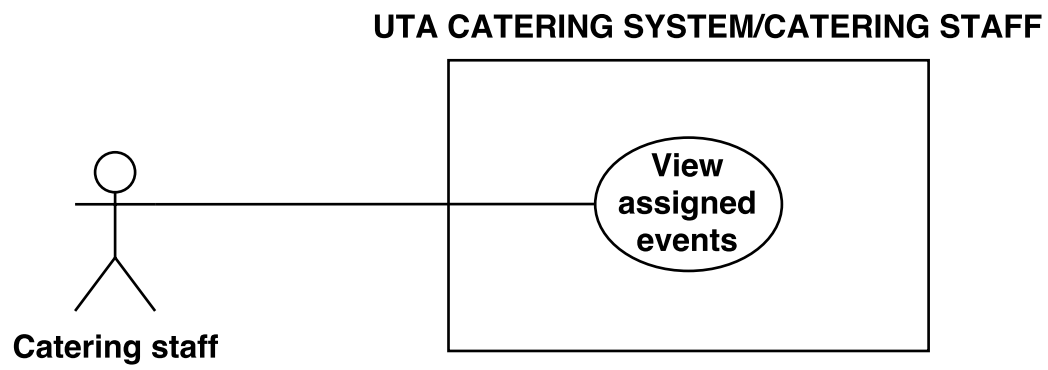 UTA CATERING SYSTEM/CATERING STAFF
View
assigned
events
Catering staff